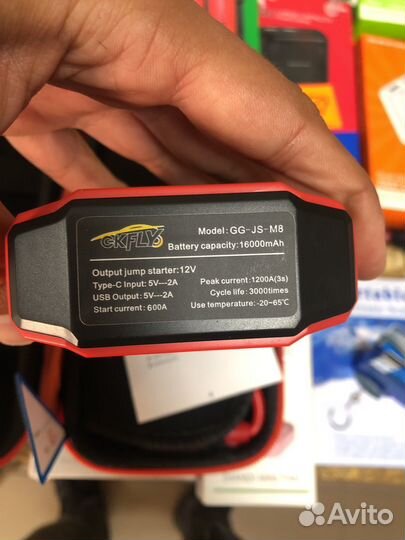 GKFLY
Model: GG-JS-M8
Battery capacity: 16000mAh
Output jump starter:12V
Type-C Input: 5V---2A
USB Output: 5V---2A
Start current: 600A
Peak current:1200A(3s)
Cycle life: 3000times
Use temperature: -20~65℃
Avito